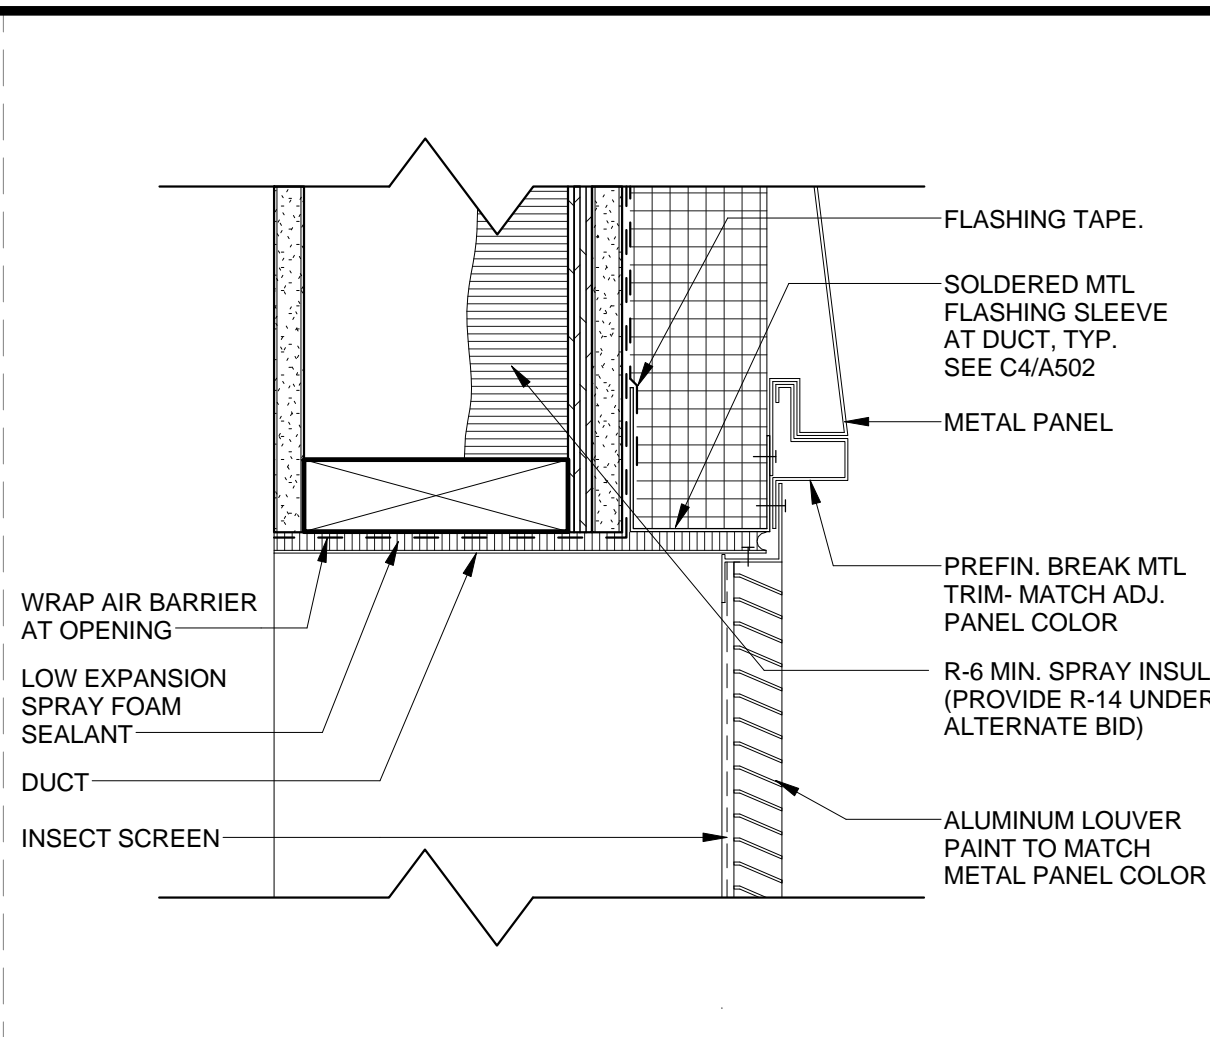 FLASHING TAPE.
SOLDERED MTL
FLASHING SLEEVE
AT DUCT, TYP.
SEE C4/A502
METAL PANEL
PREFIN. BREAK MTL
TRIM- MATCH ADJ.
PANEL COLOR
R-6 MIN. SPRAY INSUL
(PROVIDE R-14 UNDER
ALTERNATE BID)
ALUMINUM LOUVER
PAINT TO MATCH
METAL PANEL COLOR
WRAP AIR BARRIER
AT OPENING
LOW EXPANSION
SPRAY FOAM
SEALANT
DUCT
INSECT SCREEN